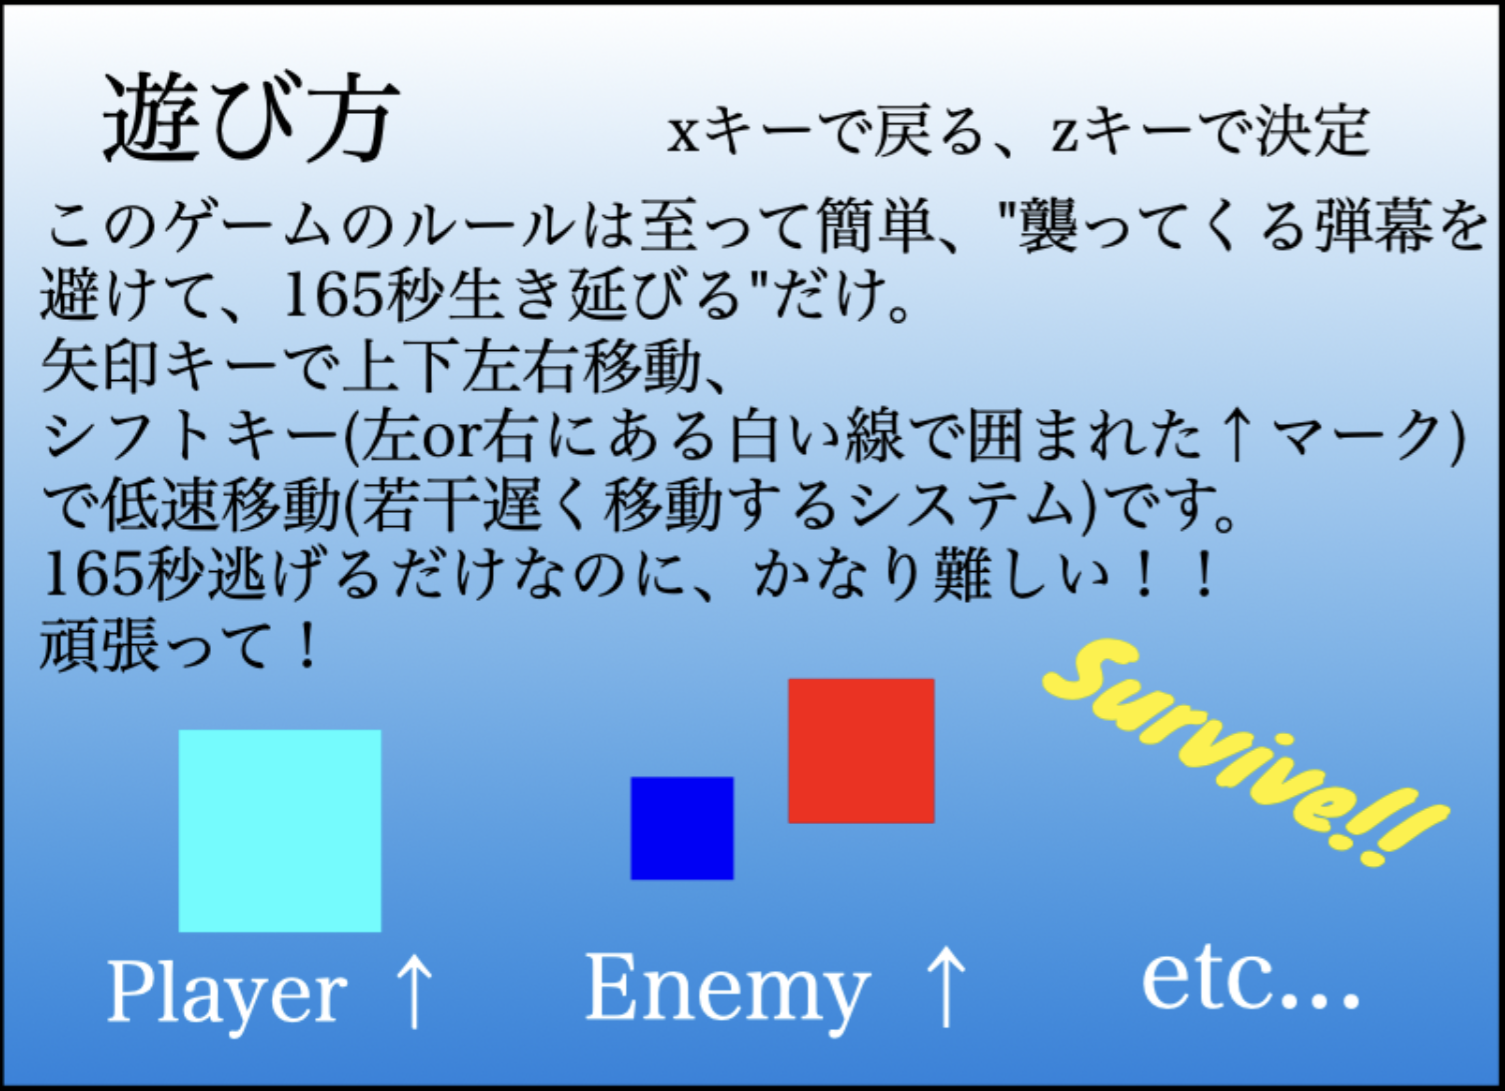 遊び方
xキーで戻る、zキーで決定
このゲームのルールは至って簡単、"襲ってくる弾幕を
避けて、165秒生き延びる"だけ。
矢印キーで上下左右移動、
シフトキー(左or右にある白い線で囲まれた↑マーク)
で低速移動(若干遅く移動するシステム)です。
165秒逃げるだけなのに、かなり難しい！！
頑張って！
Survive!!
Player ↑
Enemy ↑
etc...